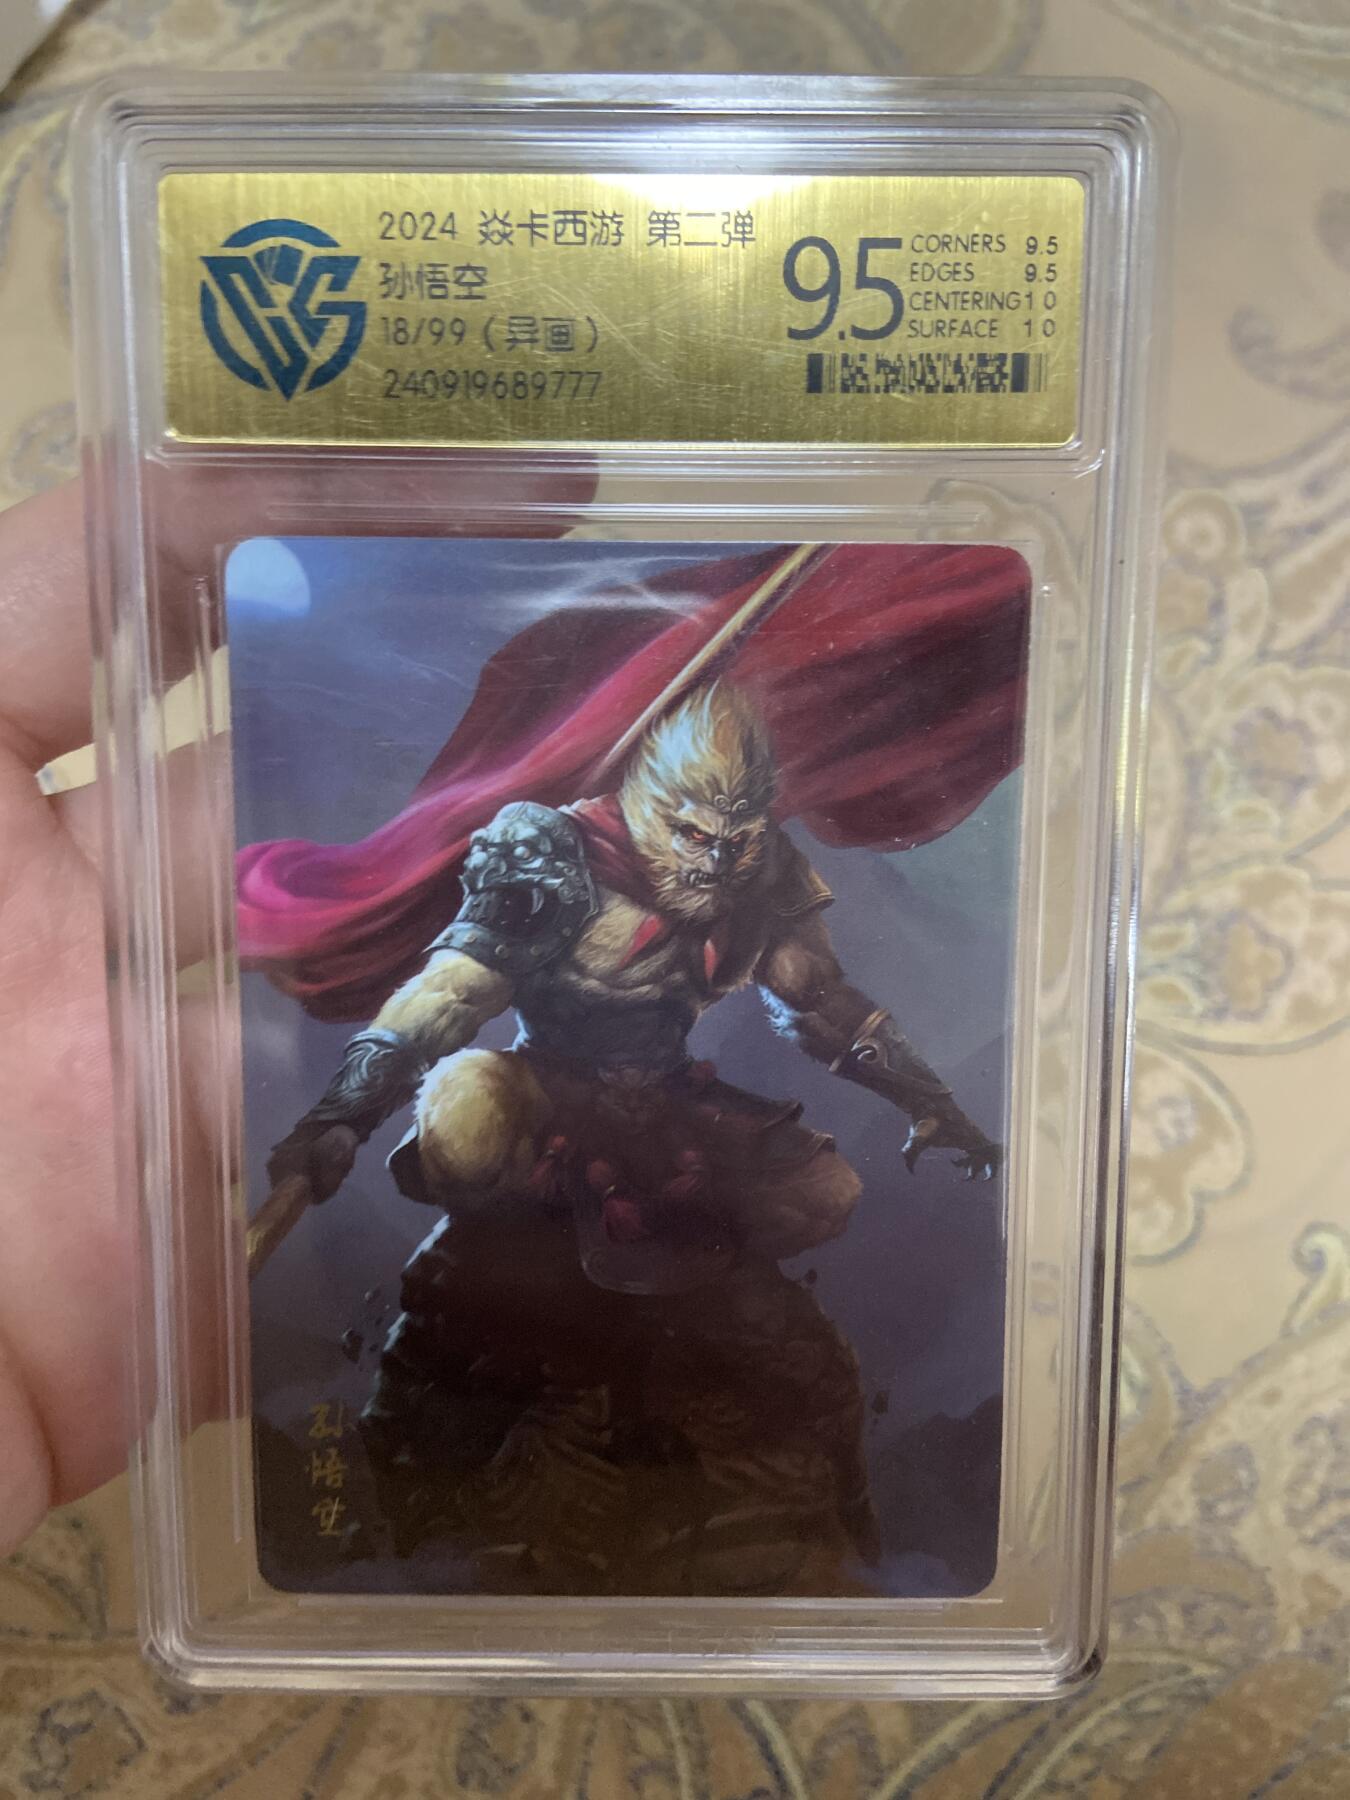 2024 焱卡西游 第二弹
孙悟空
18/99（异画）
240919689777
9.5
CORNERS 9.5
EDGES 9.5
CENTERING 10
SURFACE 10
孙悟空